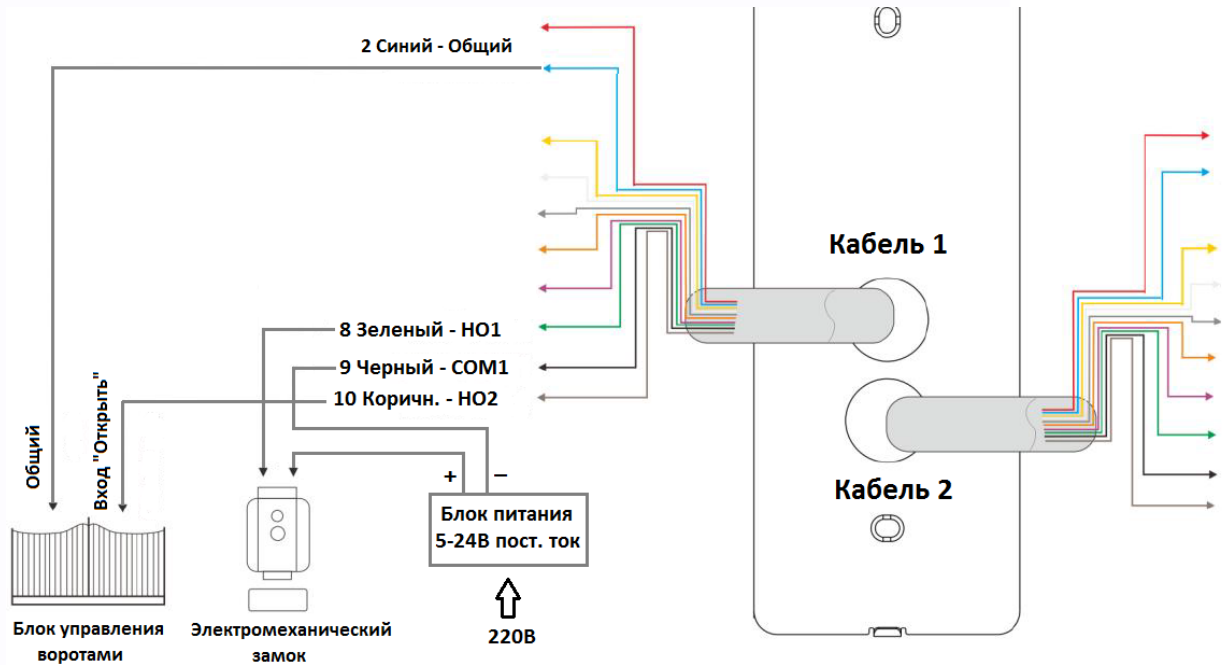 2 Синий - Общий
Кабель 1
8 Зеленый - НО1
9 Черный - COM1
10 Коричн. - НО2
Общий
Вход "Открыть"
+ –
Кабель 2
Блок питания
5-24В пост. ток
220В
Блок управления
воротами
Электромеханический
замок